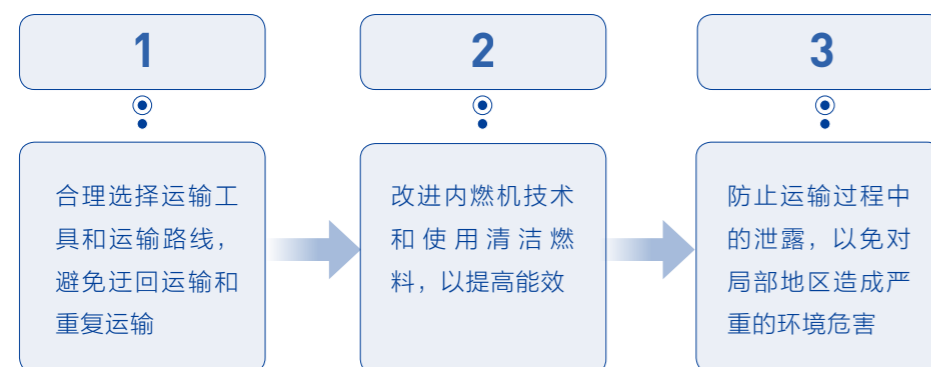 1
合理选择运输工
具和运输路线，
避免迂回运输和
重复运输
2
改进内燃机技术
和使用清洁燃
料，以提高能效
3
防止运输过程中
的泄露，以免对
局部地区造成严
重的环境危害